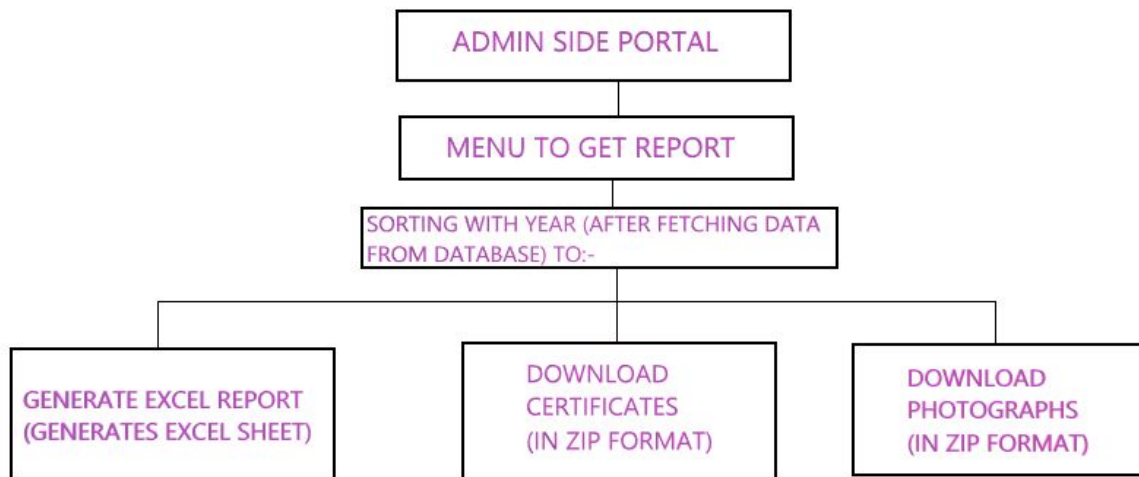 ADMIN SIDE PORTAL
MENU TO GET REPORT
SORTING WITH YEAR (AFTER FETCHING DATA
FROM DATABASE) TO:-
GENERATE EXCEL REPORT
(GENERATES EXCEL SHEET)
DOWNLOAD
CERTIFICATES
(IN ZIP FORMAT)
DOWNLOAD
PHOTOGRAPHS
(IN ZIP FORMAT)